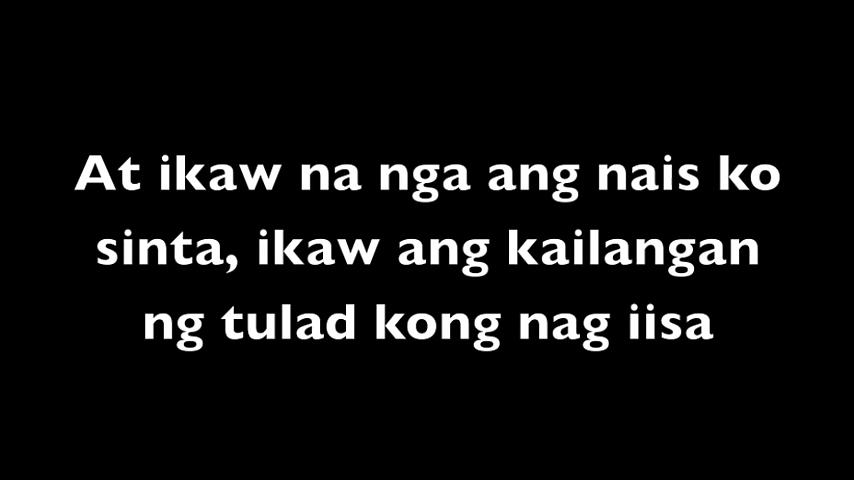 At ikaw na nga ang nais ko
sinta, ikaw ang kailangan
ng tulad kong nag iisa